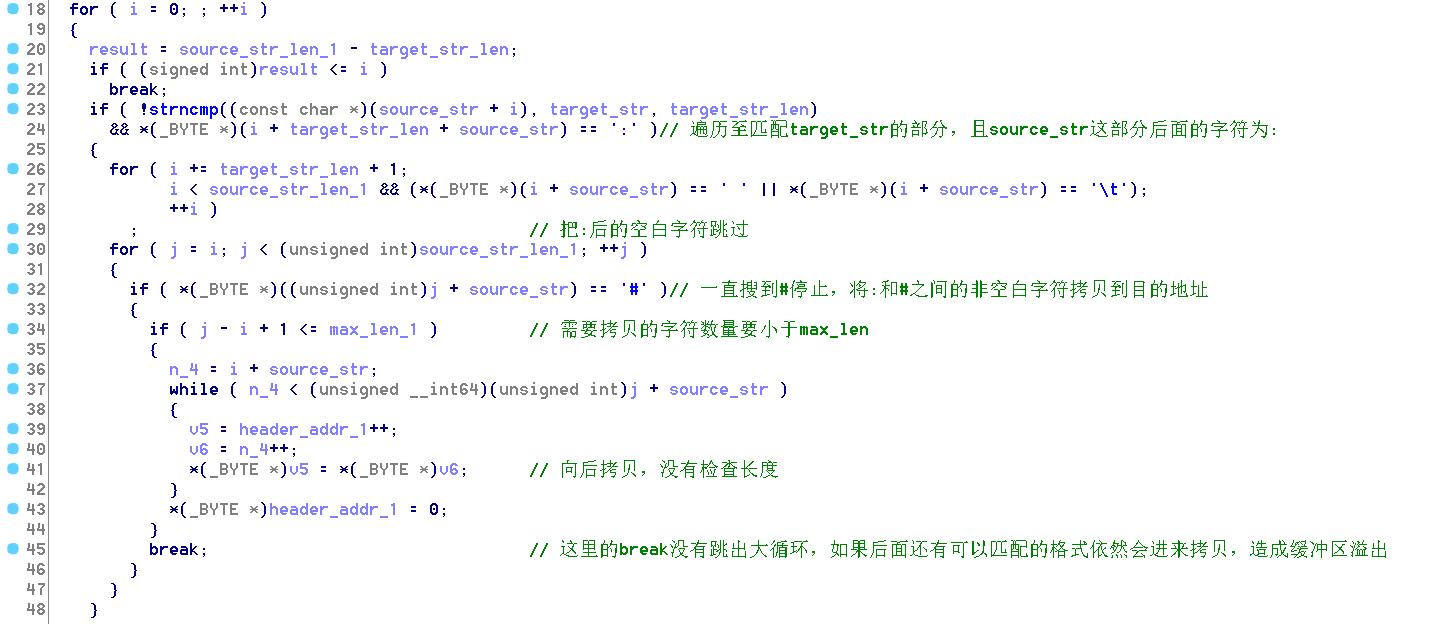 18 for ( i = 0; ; ++i )
19 {
20 result = source_str_len_1 - target_str_len;
21 if ( (signed int)result <= i )
22 break;
23 if ( !strncmp((const char *)(source_str + i), target_str, target_str_len)
24 && *(_BYTE *)(i + target_str_len + source_str) == ':' )// 遍历至匹配target_str的部分，且source_str这部分后面的字符为:
25 {
26 for ( i += target_str_len + 1;
27 i < source_str_len_1 && (*(_BYTE *)(i + source_str) == ' ' || *(_BYTE *)(i + source_str) == '\t');
28 ++i )
29 ; // 把:后的空白字符跳过
30 for ( j = i; j < (unsigned int)source_str_len_1; ++j )
31 {
32 if ( *(_BYTE *)((unsigned int)j + source_str) == '#' )// 一直搜到#停止，将:和#之间的非空白字符拷贝到目的地址
33 {
34 if ( j - i + 1 <= max_len_1 ) // 需要拷贝的字符数量要小于max_len
35 {
36 n_4 = i + source_str;
37 while ( n_4 < (unsigned __int64)(unsigned int)j + source_str )
38 {
39 v5 = header_addr_1++;
40 v6 = n_4++;
41 *(_BYTE *)v5 = *(_BYTE *)v6; // 向后拷贝，没有检查长度
42 }
43 *(_BYTE *)header_addr_1 = 0;
44 }
45 break; // 这里的break没有跳出大循环，如果后面还有可以匹配的格式依然会进来拷贝，造成缓冲区溢出
46 }
47 }
48 }